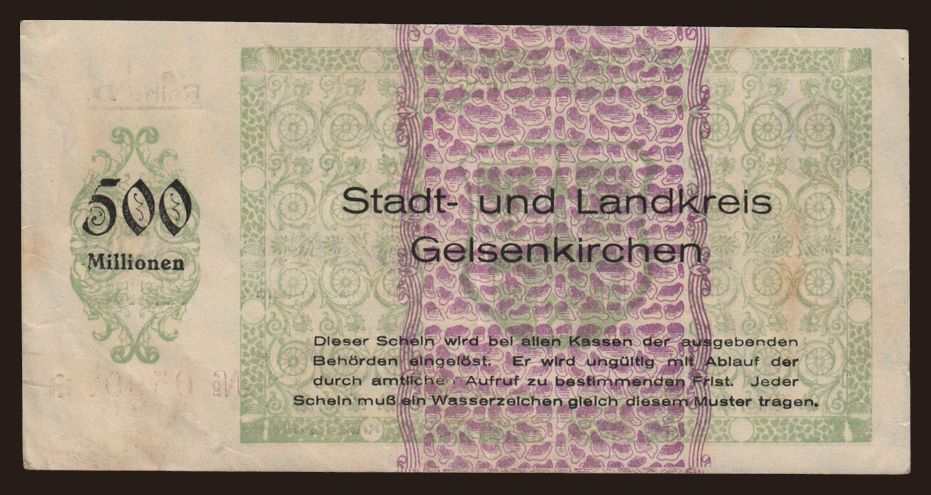 500
Millionen
Stadt- und Landkreis
Gelsenkirchen
Dieser Schein wird bei allen Kassen der ausgebenden
Behörden eingelöst. Er wird ungültig mit Ablauf der
durch amtlichen Aufruf zu bestimmenden Frist. Jeder
Schein muß ein Wasserzeichen gleich diesem Muster tragen.